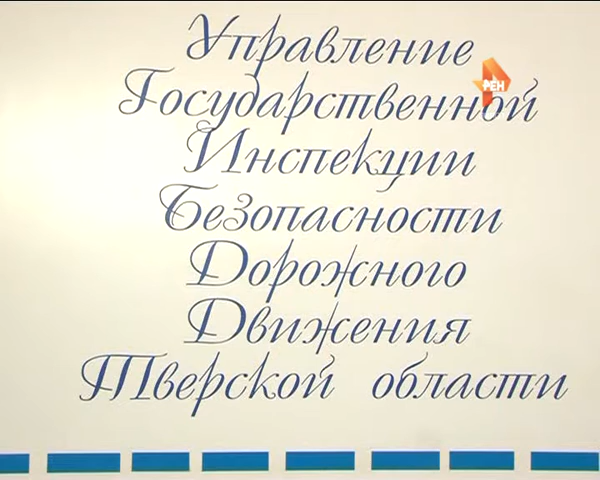 Управление
РЕН
Государственной
Инспекции
Безопасности
Дорожного
Движения
Тверской области